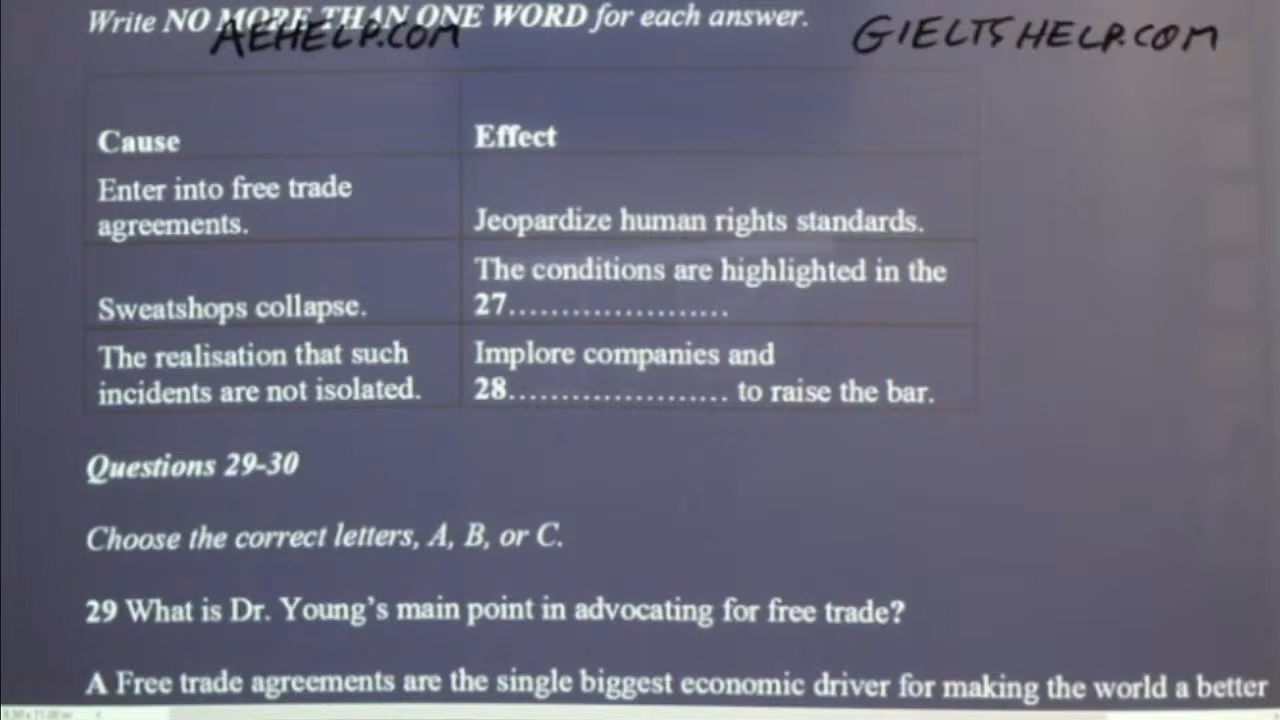 Write NO MORE THAN ONE WORD for each answer.
AEHELP.COM
GIELTSHELP.COM
Cause
Effect
Enter into free trade
agreements.
Jeopardize human rights standards.
Sweatshops collapse.
The conditions are highlighted in the
27.....................
The realisation that such
incidents are not isolated.
Implore companies and
28..................... to raise the bar.
Questions 29-30
Choose the correct letters, A, B, or C.
29 What is Dr. Young's main point in advocating for free trade?
A Free trade agreements are the single biggest economic driver for making the world a better